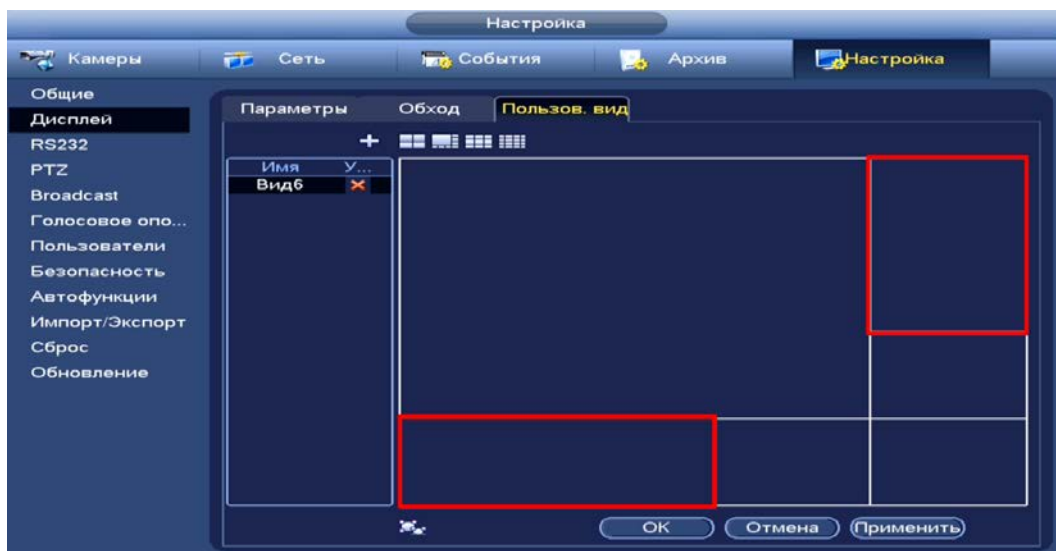 Настройка
Камеры Сеть События Архив Настройка
Общие
Дисплей
RS232
PTZ
Broadcast
Голосовое опо...
Пользователи
Безопасность
Автофункции
Импорт/Экспорт
Сброс
Обновление
Параметры Обход Пользов. вид
Имя У...
Вид6
ОК Отмена Применить